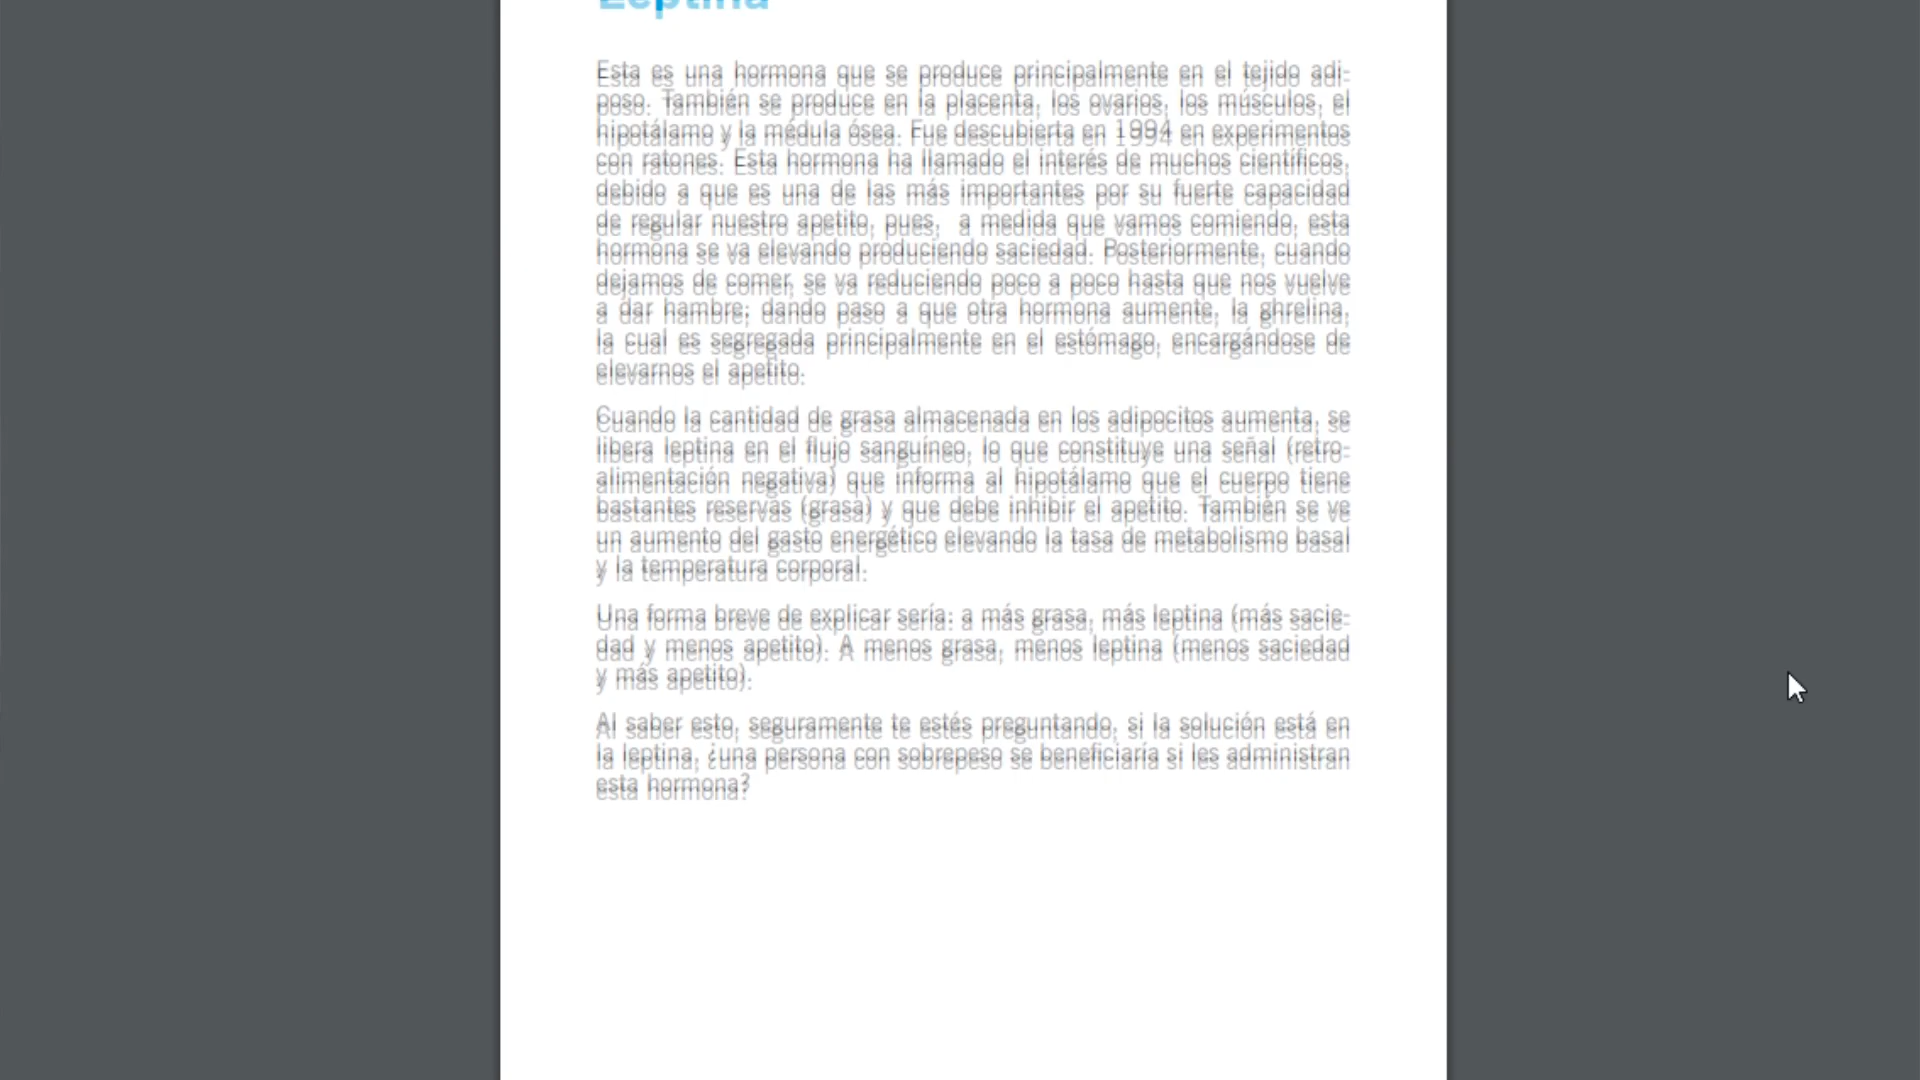 Leptina
Esta es una hormona que se produce principalmente en el tejido adi-
poso. También se produce en la placenta, los ovarios, los músculos, el
hipotálamo y la médula ósea. Fue descubierta en 1994 en experimentos
con ratones. Esta hormona ha llamado el interés de muchos científicos,
debido a que es una de las más importantes por su fuerte capacidad
de regular nuestro apetito, pues, a medida que vamos comiendo, esta
hormona se va elevando produciendo saciedad. Posteriormente, cuando
dejamos de comer, se va reduciendo poco a poco hasta que nos vuelve
a dar hambre; dando paso a que otra hormona aumente, la ghrelina,
la cual es segregada principalmente en el estómago, encargándose de
elevarnos el apetito.
Cuando la cantidad de grasa almacenada en los adipocitos aumenta, se
libera leptina en el flujo sanguíneo, lo que constituye una señal (retro-
alimentación negativa) que informa al hipotálamo que el cuerpo tiene
bastantes reservas (grasa) y que debe inhibir el apetito. También se ve
un aumento del gasto energético elevando la tasa de metabolismo basal
y la temperatura corporal.
Una forma breve de explicar sería: a más grasa, más leptina (más sacie-
dad y menos apetito). A menos grasa, menos leptina (menos saciedad
y más apetito).
Al saber esto, seguramente te estés preguntando, si la solución está en
la leptina, ¿una persona con sobrepeso se beneficiaría si les administran
esta hormona?